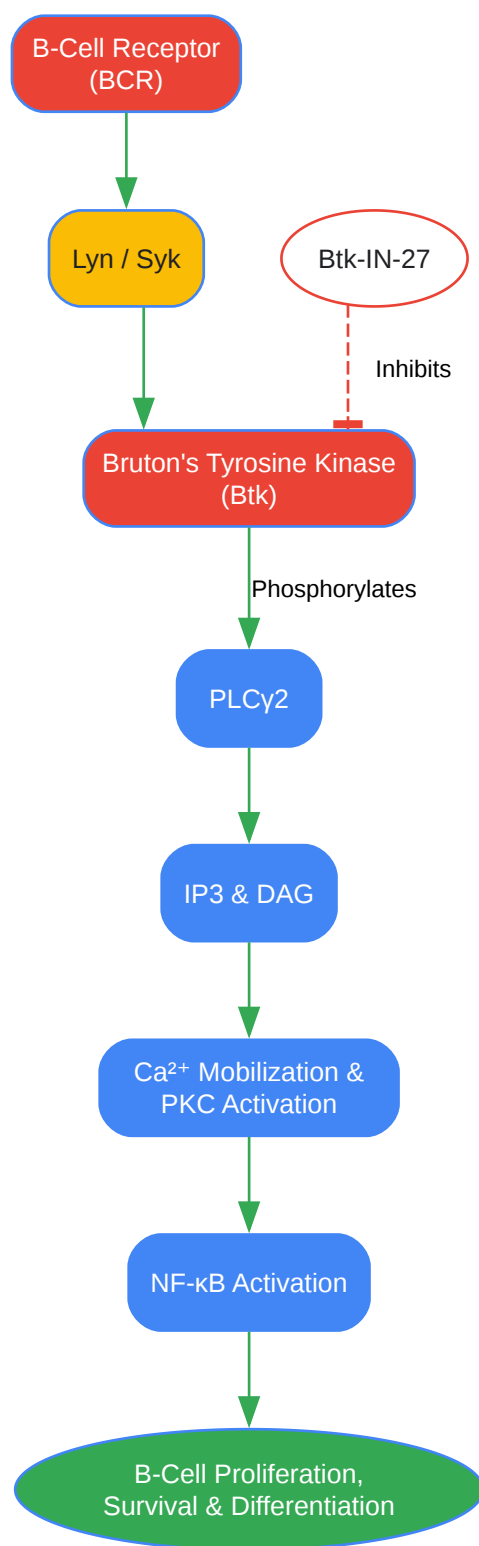 B-Cell Receptor
(BCR)
Lyn / Syk
Btk-IN-27
Inhibits
Bruton's Tyrosine Kinase
(Btk)
Phosphorylates
PLCγ2
IP3 & DAG
Ca²⁺ Mobilization &
PKC Activation
NF-κB Activation
B-Cell Proliferation,
Survival & Differentiation